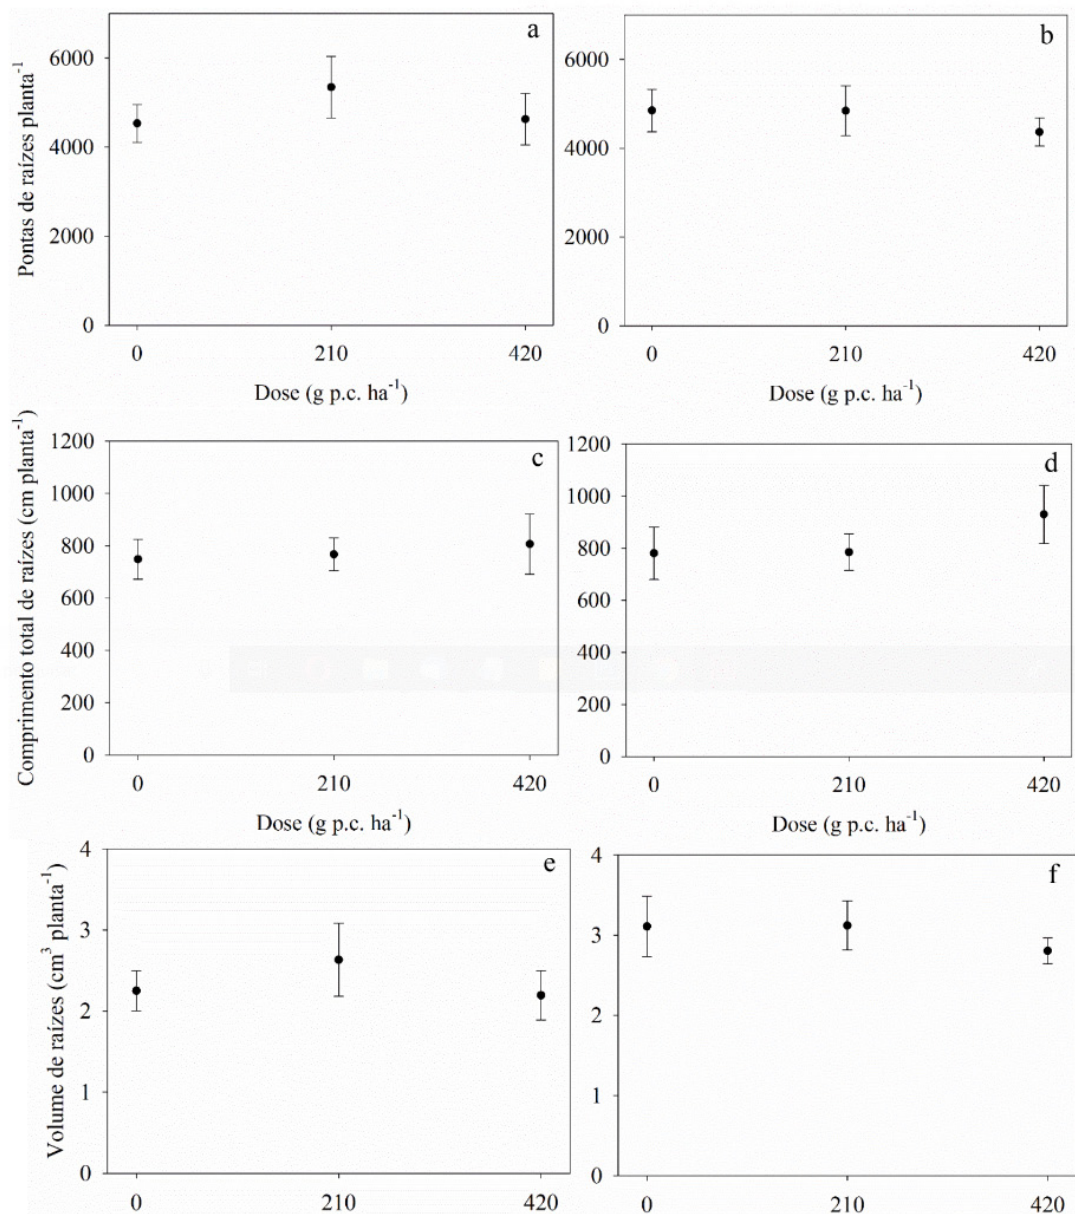 a
Pontas de raízes planta⁻¹
6000
4000
2000
0
0 210 420
Dose (g p.c. ha⁻¹)
b
6000
4000
2000
0
0 210 420
Dose (g p.c. ha⁻¹)
c
Comprimento total de raízes (cm planta⁻¹)
1200
1000
800
600
400
200
0
0 210 420
Dose (g p.c. ha⁻¹)
d
1200
1000
800
600
400
200
0
0 210 420
Dose (g p.c. ha⁻¹)
e
Volume de raízes (cm³ planta⁻¹)
4
3
2
1
0
0 210 420
f
4
3
2
1
0
0 210 420